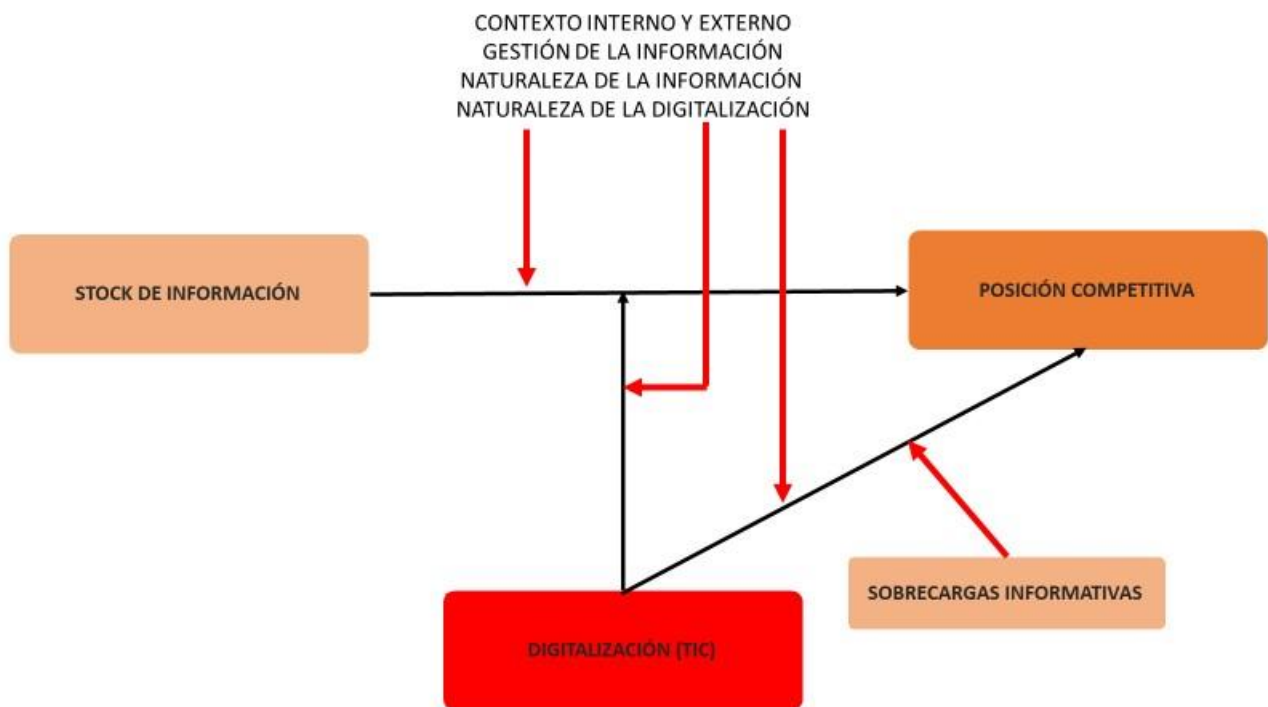 CONTEXTO INTERNO Y EXTERNO
GESTIÓN DE LA INFORMACIÓN
NATURALEZA DE LA INFORMACIÓN
NATURALEZA DE LA DIGITALIZACIÓN
STOCK DE INFORMACIÓN
POSICIÓN COMPETITIVA
SOBRECARGAS INFORMATIVAS
DIGITALIZACIÓN (TIC)